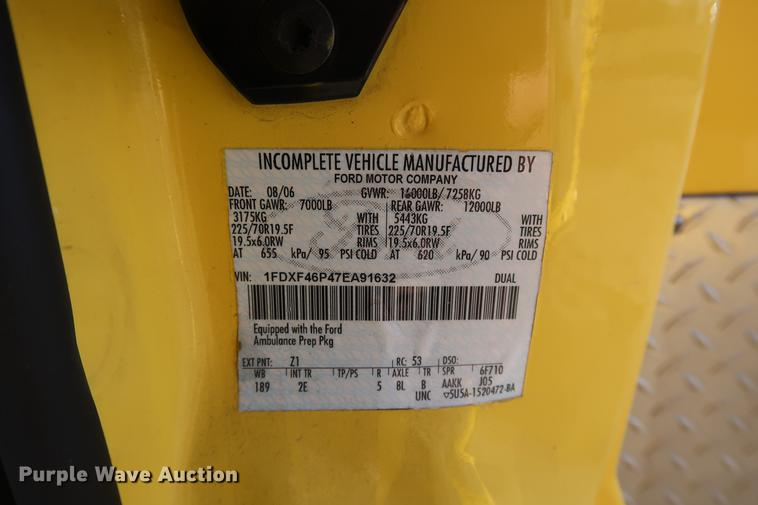 INCOMPLETE VEHICLE MANUFACTURED BY
FORD MOTOR COMPANY
DATE: 08/06 GVWR: 16000LB/ 7258KG
FRONT GAWR: 7000LB REAR GAWR: 12000LB
3175KG WITH 5443KG WITH
225/70R19.5F TIRES 225/70R19.5F TIRES
19.5x6.0RW RIMS 19.5x6.0RW RIMS
AT 655 kPa/ 95 PSI COLD AT 620 kPa/ 90 PSI COLD
VIN: 1FDXF46P47EA91632 DUAL
Equipped with the Ford
Ambulance Prep Pkg
EXT PNT: Z1 RC: 53 DSO:
WB INT TR TP/PS R AXLE TR SPR 6F710
189 2E 5 8L B AAKK J05
UNC ▽5U5A-1520472-BA
Purple Wave Auction